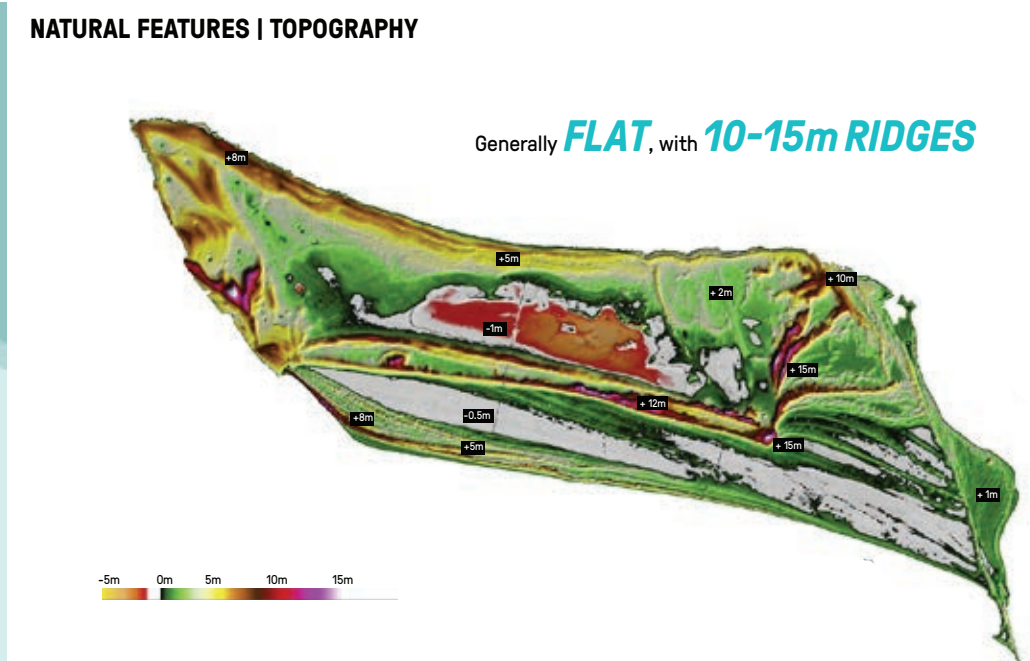 NATURAL FEATURES | TOPOGRAPHY
Generally FLAT, with 10-15m RIDGES
+8m
+5m
+ 10m
+ 2m
-1m
+ 15m
+ 12m
+8m
-0.5m
+5m
+ 15m
+ 1m
-5m 0m 5m 10m 15m